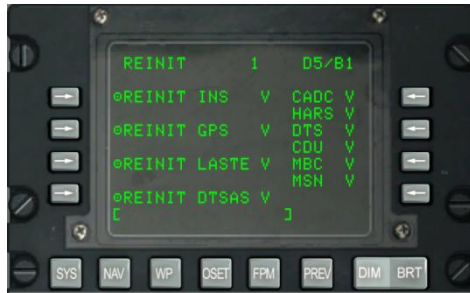 REINIT 1 D5/B1
⊙REINIT INS V CADC V
HARS V
⊙REINIT GPS V DTS V
CDU V
⊙REINIT LASTE V MBC V
MSN V
⊙REINIT DTSAS V
[ ]
SYS NAV WP OSET FPM PREV DIM BRT